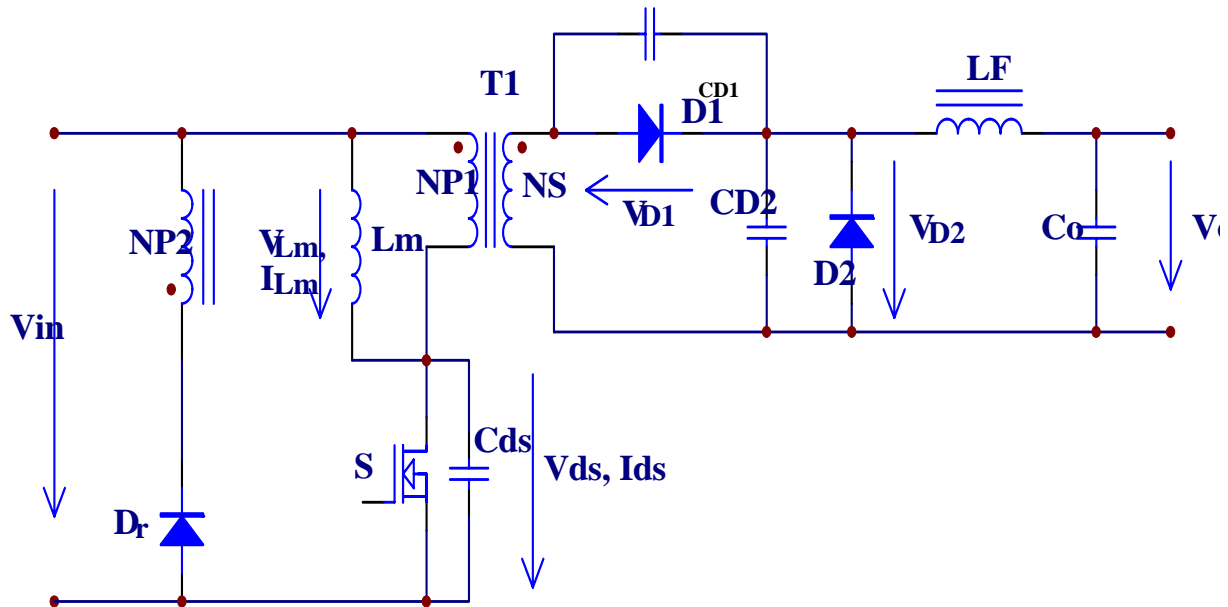 CD1
LF
T1
D1
NP1
NS
VD1
CD2
VD2
Co
NP2
VLm,
ILm
Lm
D2
Vin
Cds
S
Vds, Ids
Dr